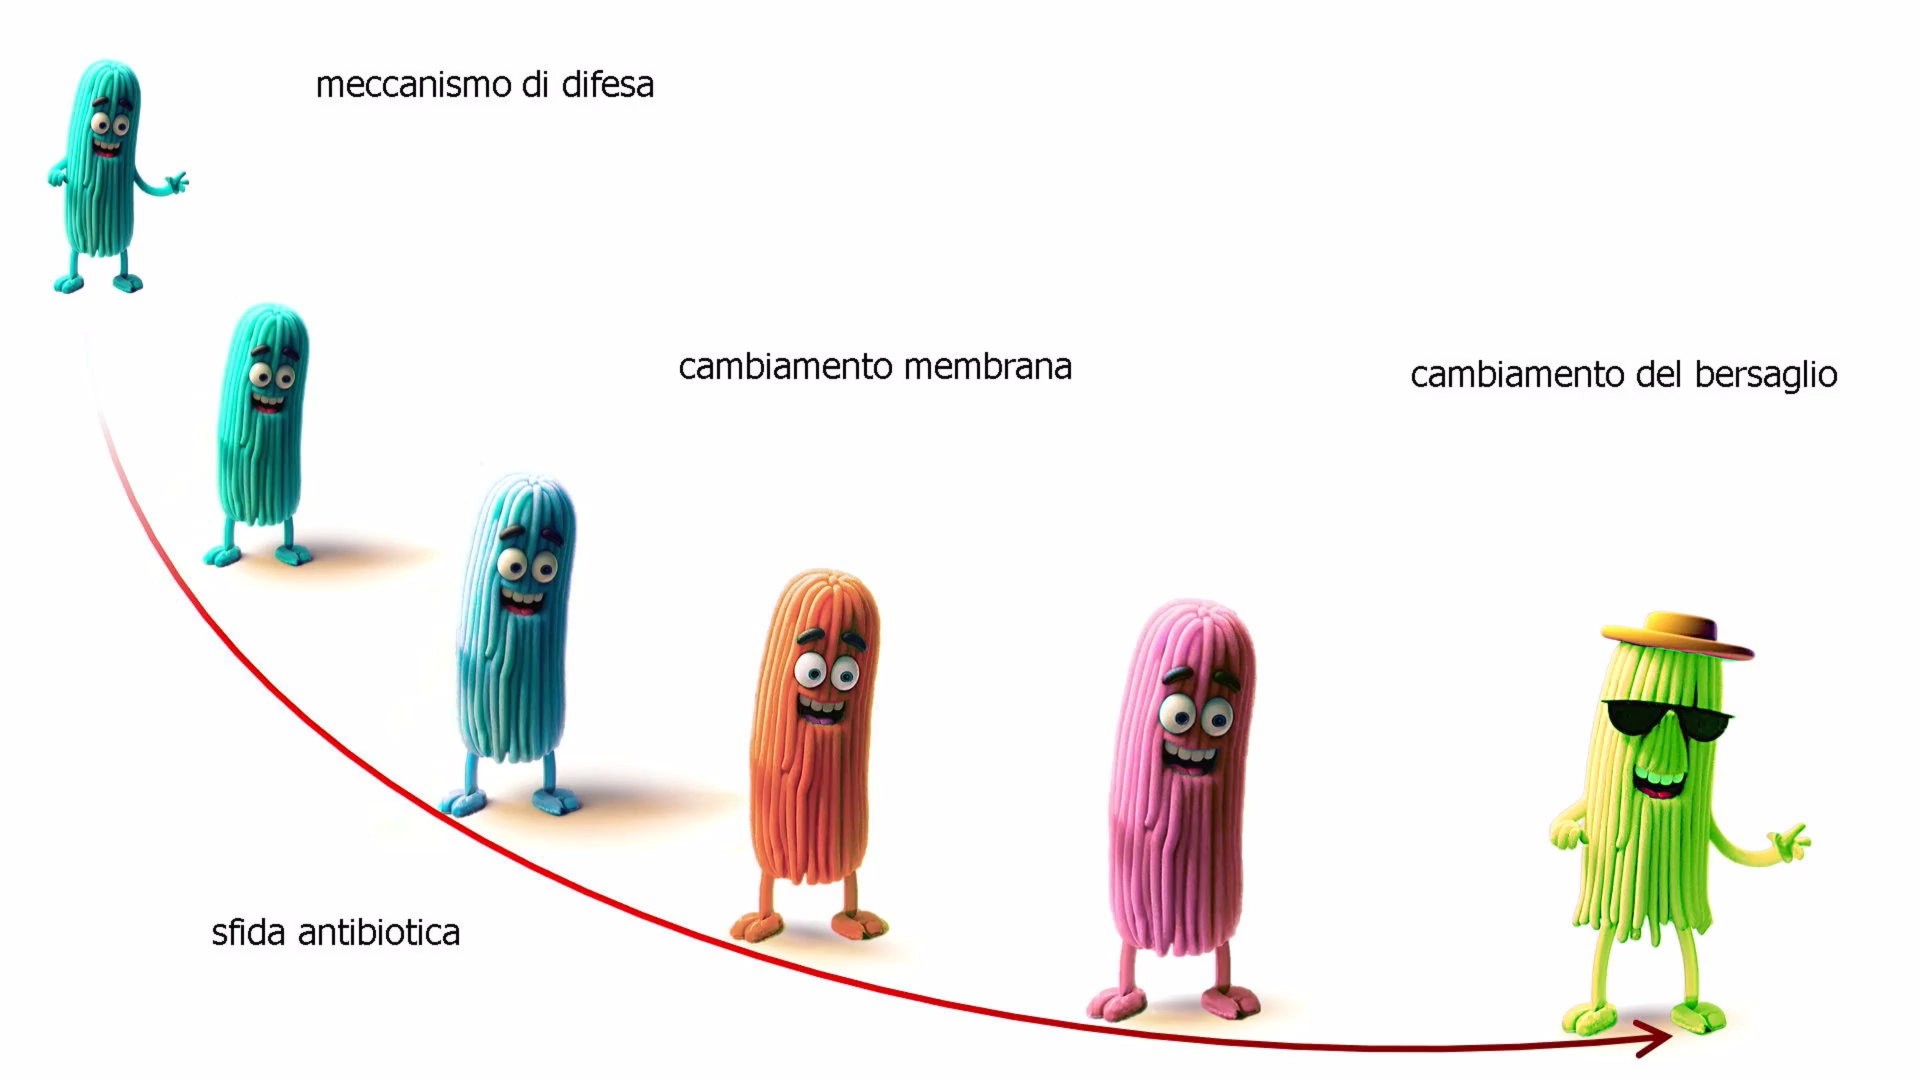 meccanismo di difesa
cambiamento membrana
cambiamento del bersaglio
sfida antibiotica